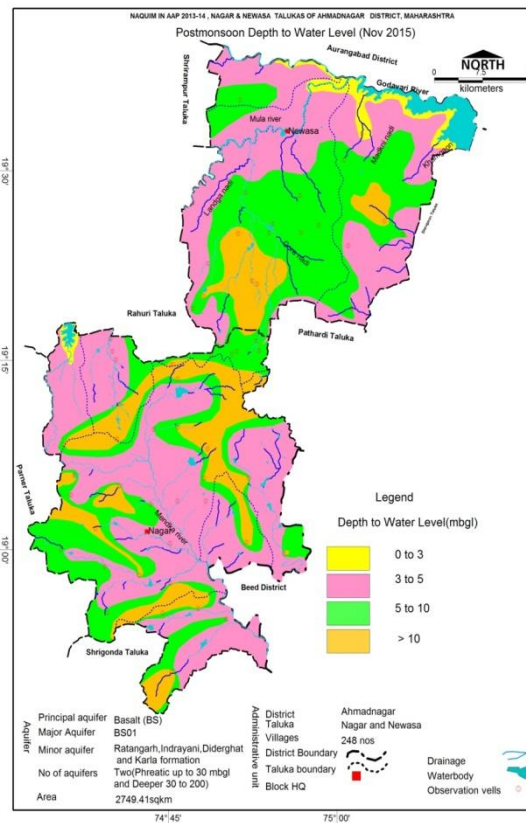 NAQUIM IN AAP 2013-14 , NAGAR & NEWASA TALUKAS OF AHMADNAGAR DISTRICT, MAHARASHTRA
Postmonsoon Depth to Water Level (Nov 2015)
Aurangabad District
NORTH
Shrirampur Taluka
Godavari River
0 7.5
kilometers
Mula river
Newasa
19°30'
Rahuri Taluka
Pathardi Taluka
19°15'
Parner Taluka
Mendka river
Nagar
19°00'
Beed District
Shrigonda Taluka
Legend
Depth to Water Level(mbgl)
0 to 3
3 to 5
5 to 10
> 10
Aquifer
Principal aquifer Basalt (BS)
Major Aquifer BS01
Minor aquifer Ratangarh,Indrayani,Diderghat
and Karla formation
No of aquifers Two(Phreatic up to 30 mbgl
and Deeper 30 to 200)
Area 2749.41sqkm
Administrative unit
District Ahmadnagar
Taluka Nagar and Newasa
Villages 248 nos
District Boundary
Taluka boundary
Block HQ
Drainage
Waterbody
Observation vells
74°45' 75°00'